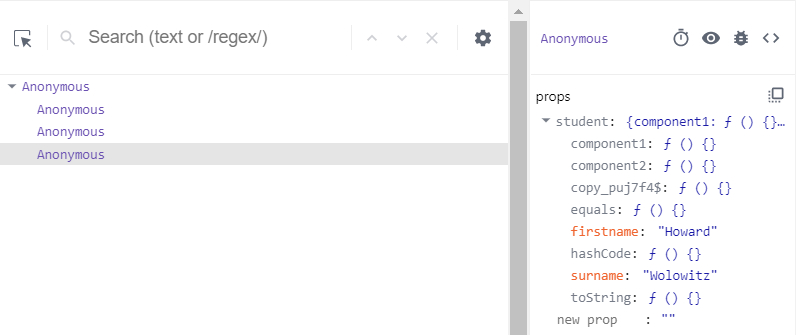 Search (text or /regex/)
Anonymous
Anonymous
Anonymous
Anonymous
Anonymous
props
student: {component1: ƒ () {}…
component1: ƒ () {}
component2: ƒ () {}
copy_puj7f4$: ƒ () {}
equals: ƒ () {}
firstname: "Howard"
hashCode: ƒ () {}
surname: "Wolowitz"
toString: ƒ () {}
new prop : ""